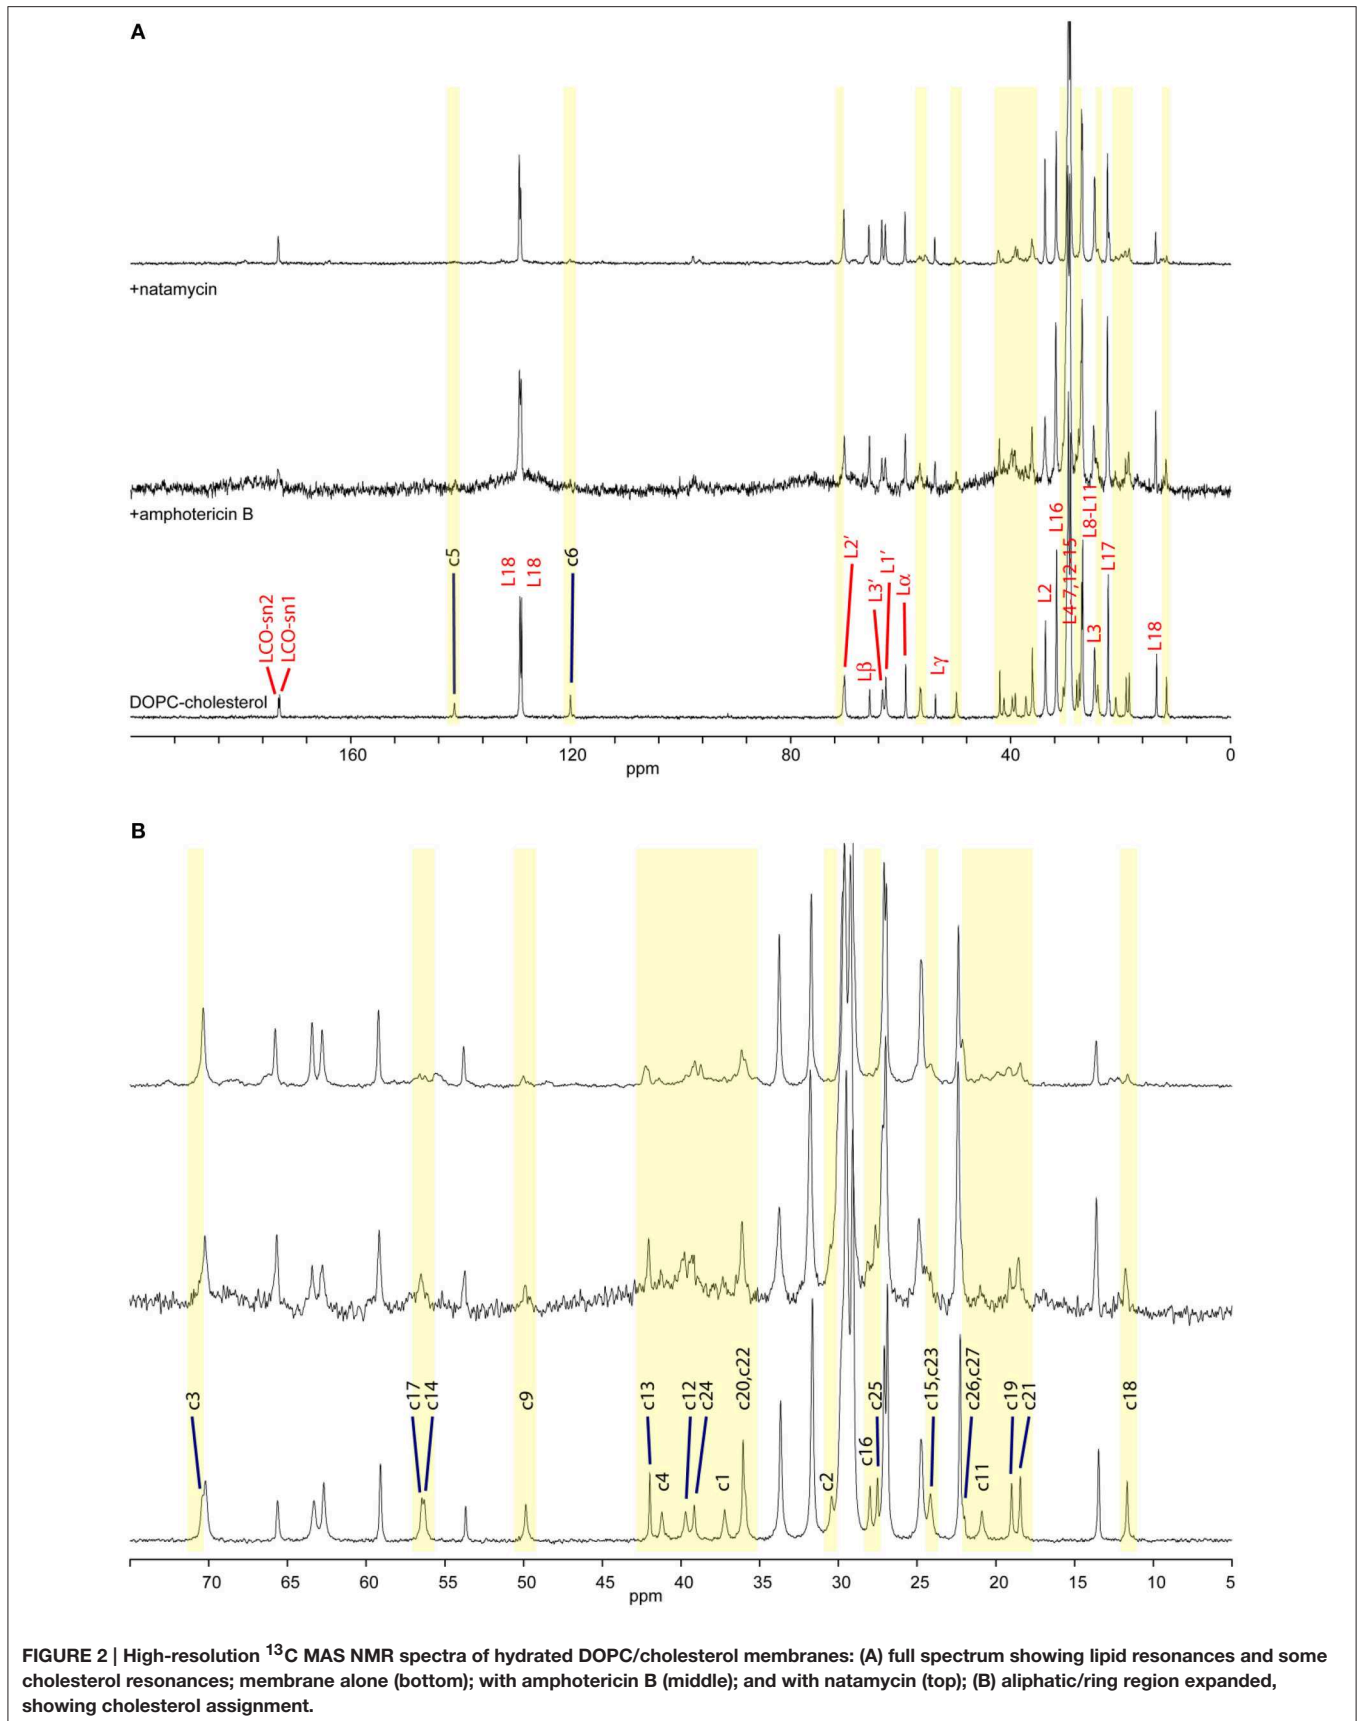 A
+natamycin
+amphotericin B
LCO-sn2
LCO-sn1
c5
L18
L18
c6
L2′
Lβ
L3′
L1′
Lα
Lγ
L2
L16
L4-7,12-15
L8-L11
L3
L17
L18
DOPC-cholesterol
160
120
80
40
0
ppm
B
c3
c17
c14
c9
c13
c4
c12
c24
c1
c20,c22
c2
c16
c25
c15,c23
c26,c27
c11
c19
c21
c18
70
65
60
55
50
45
40
35
30
25
20
15
10
5
ppm
FIGURE 2 | High-resolution ¹³C MAS NMR spectra of hydrated DOPC/cholesterol membranes: (A) full spectrum showing lipid resonances and some
cholesterol resonances; membrane alone (bottom); with amphotericin B (middle); and with natamycin (top); (B) aliphatic/ring region expanded,
showing cholesterol assignment.